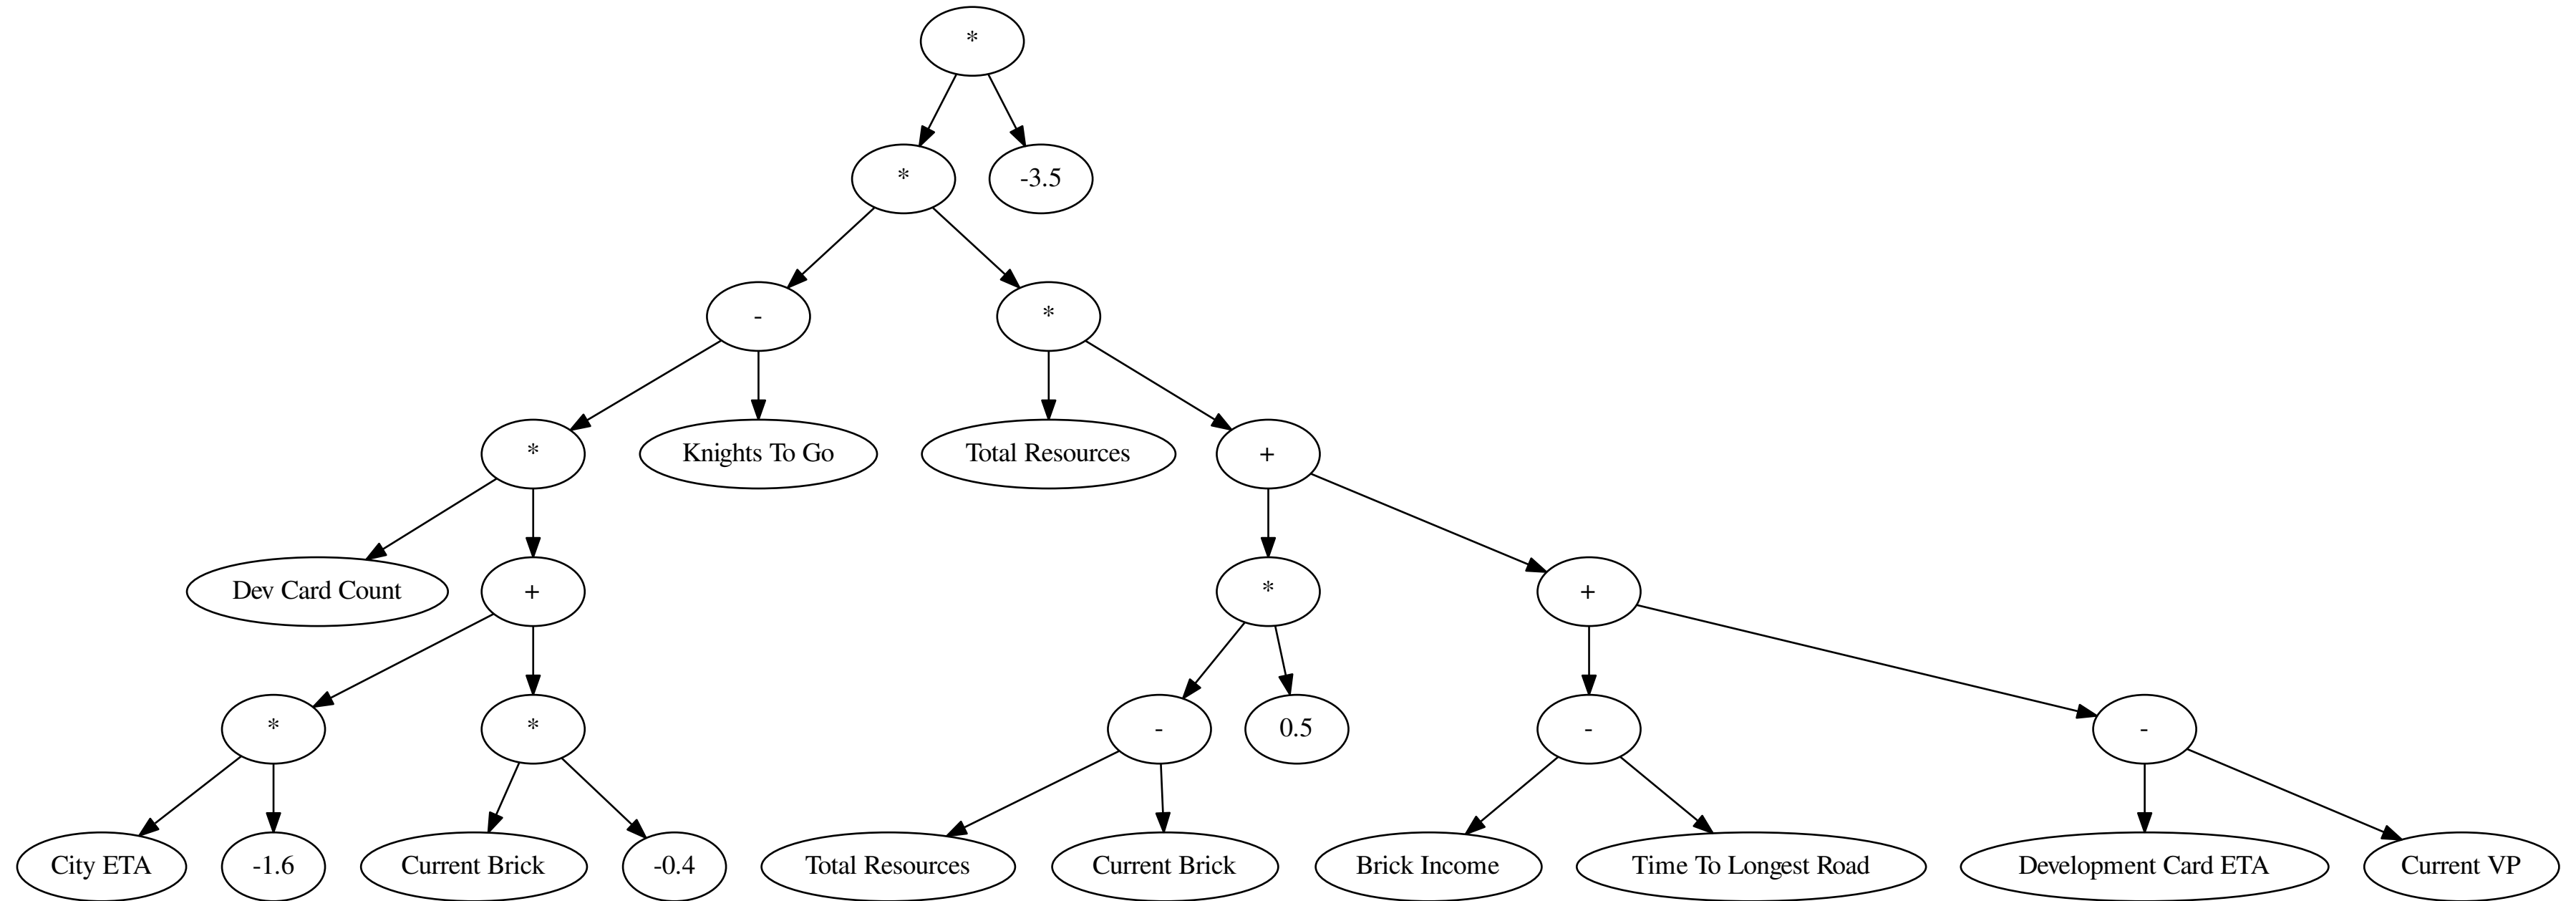 *
* -3.5
- *
* Knights To Go Total Resources +
Dev Card Count + * +
* * - 0.5 - -
City ETA -1.6 Current Brick -0.4 Total Resources Current Brick Brick Income Time To Longest Road Development Card ETA Current VP